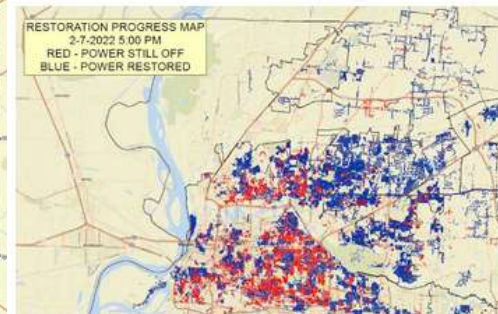 RESTORATION PROGRESS MAP
2-7-2022 5:00 PM
RED - POWER STILL OFF
BLUE - POWER RESTORED